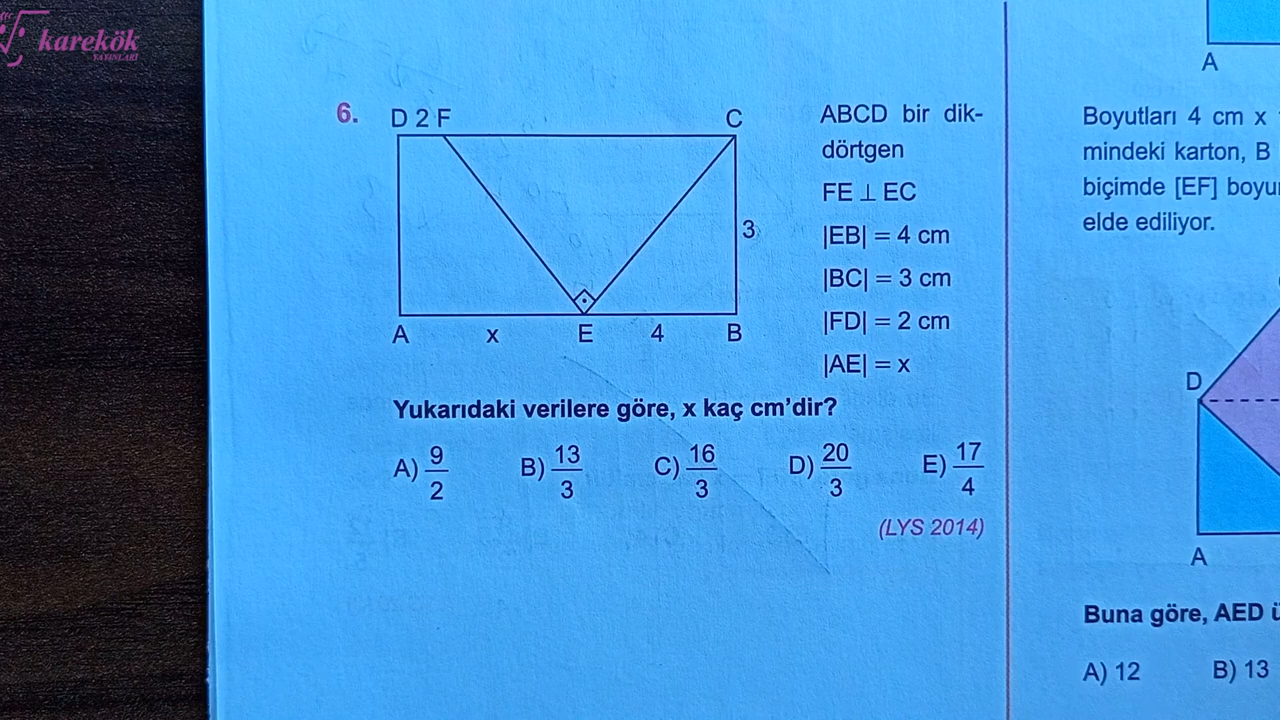 karekök
YAYINLARI
6.
D 2 F C
3
A x E 4 B
ABCD bir dik-
dörtgen
FE ⊥ EC
|EB| = 4 cm
|BC| = 3 cm
|FD| = 2 cm
|AE| = x
Yukarıdaki verilere göre, x kaç cm'dir?
A) 9/2 B) 13/3 C) 16/3 D) 20/3 E) 17/4
(LYS 2014)
A
Boyutları 4 cm x
mindeki karton, B
biçimde [EF] boyu
elde ediliyor.
D
A
Buna göre, AED ü
A) 12 B) 13